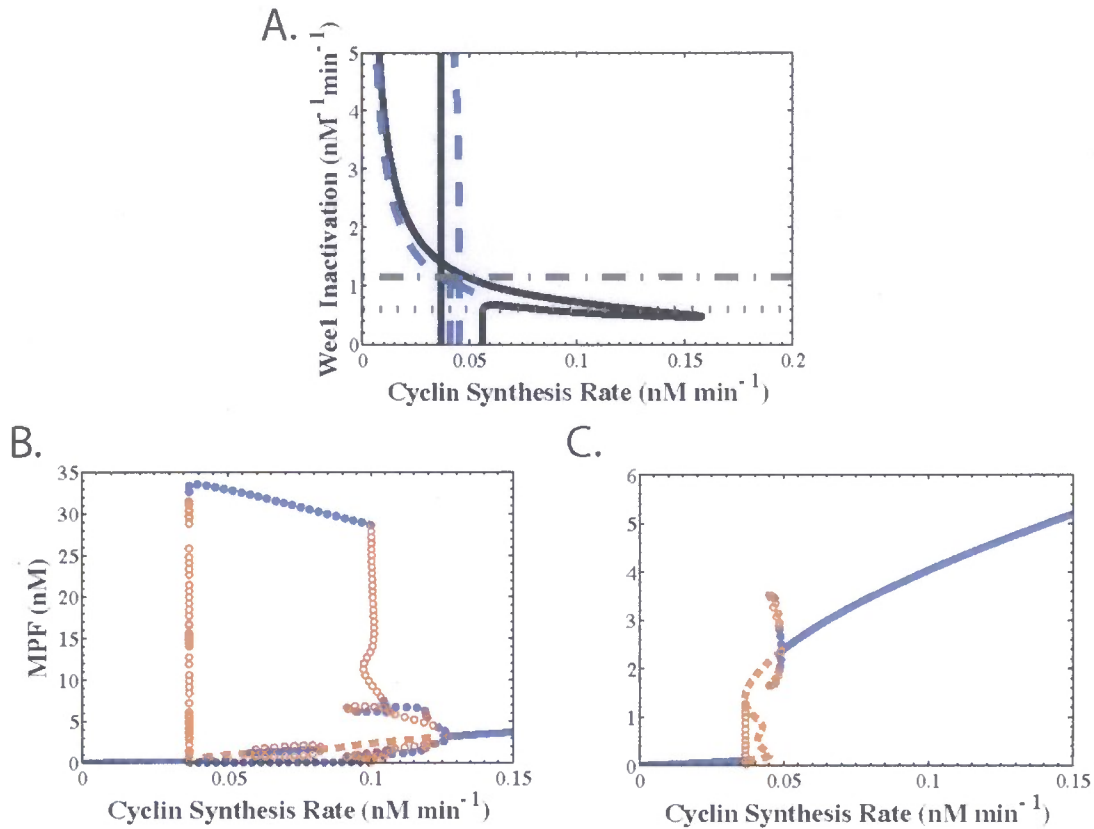 A.
Wee1 Inactivation (nM⁻¹min⁻¹)
5
4
3
2
1
0
0 0.05 0.1 0.15 0.2
Cyclin Synthesis Rate (nM min⁻¹)
B.
MPF (nM)
35
30
25
20
15
10
5
0
0 0.05 0.1 0.15
Cyclin Synthesis Rate (nM min⁻¹)
C.
6
5
4
3
2
1
0
0 0.05 0.1 0.15
Cyclin Synthesis Rate (nM min⁻¹)